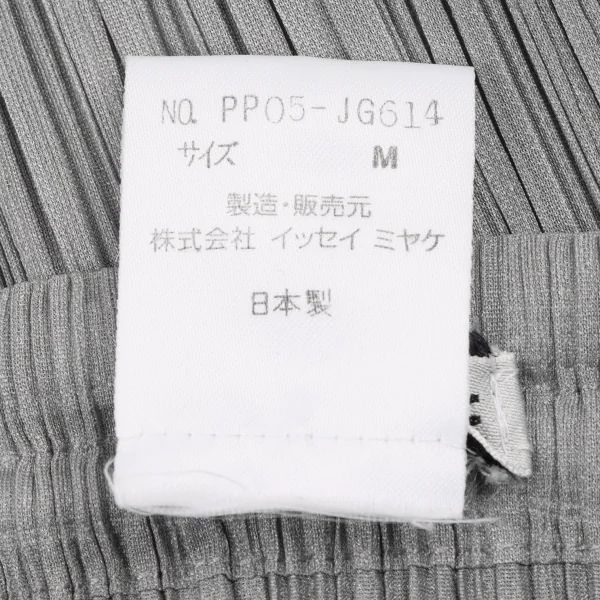 NO. PP05-JG614
サイズ M
製造・販売元
株式会社 イッセイ ミヤケ
日本製